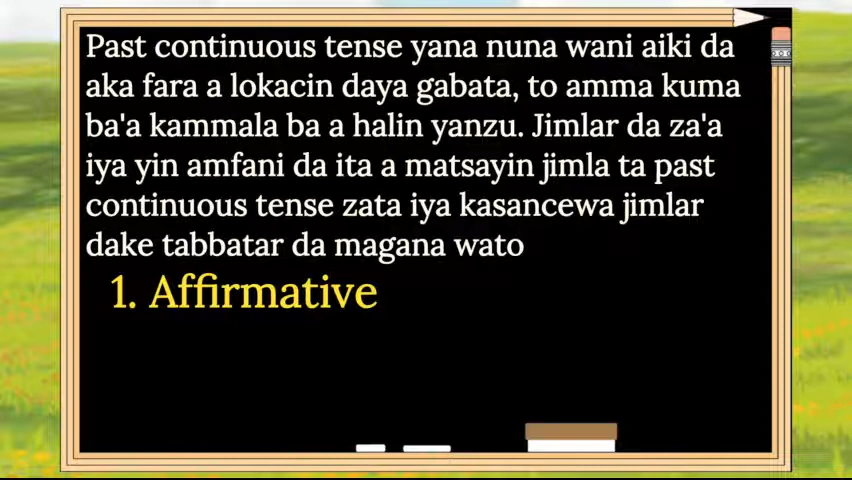 Past continuous tense yana nuna wani aiki da
aka fara a lokacin daya gabata, to amma kuma
ba'a kammala ba a halin yanzu. Jimlar da za'a
iya yin amfani da ita a matsayin jimla ta past
continuous tense zata iya kasancewa jimlar
dake tabbatar da magana wato
1. Affirmative